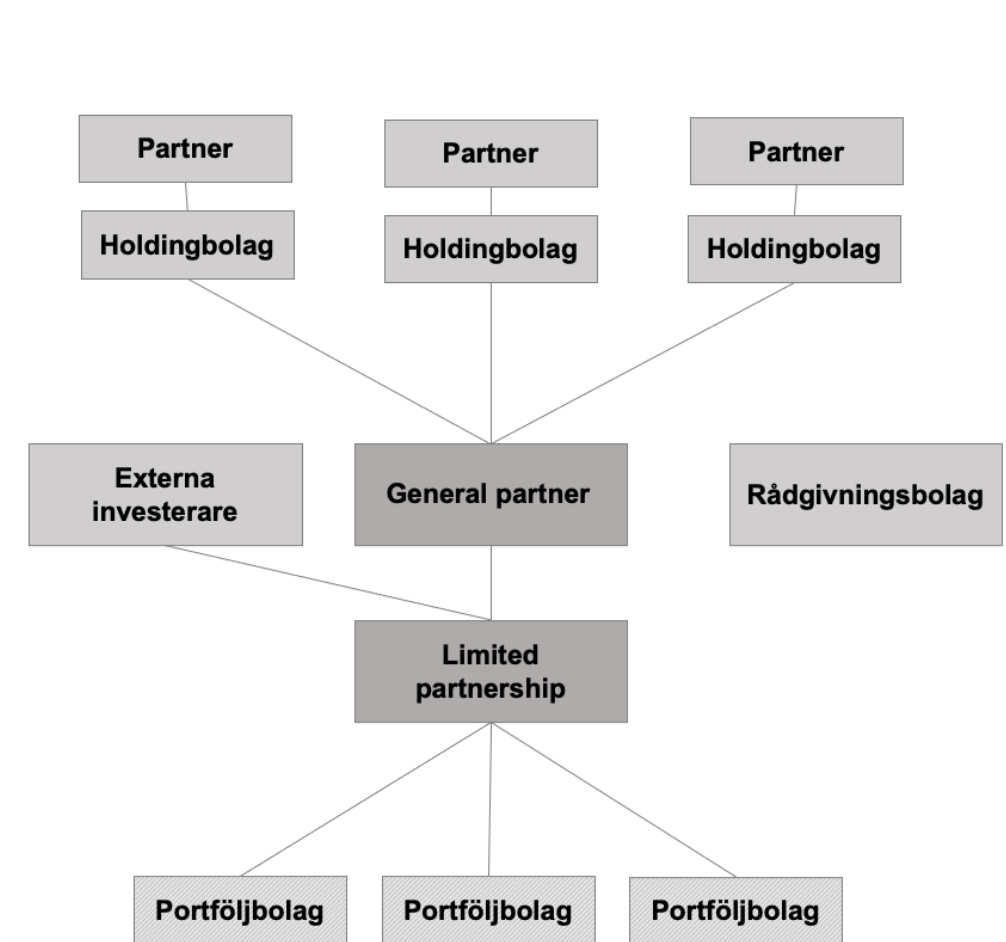 Partner
Partner
Partner
Holdingbolag
Holdingbolag
Holdingbolag
Externa
investerare
General partner
Rådgivningsbolag
Limited
partnership
Portföljbolag
Portföljbolag
Portföljbolag